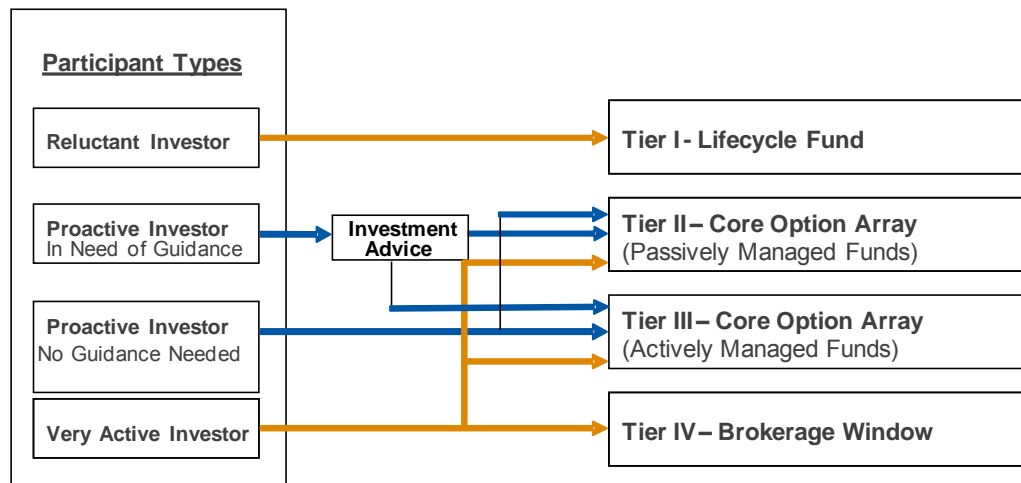 Participant Types
Reluctant Investor
Tier I - Lifecycle Fund
Proactive Investor
In Need of Guidance
Investment
Advice
Tier II – Core Option Array
(Passively Managed Funds)
Proactive Investor
No Guidance Needed
Tier III – Core Option Array
(Actively Managed Funds)
Very Active Investor
Tier IV – Brokerage Window